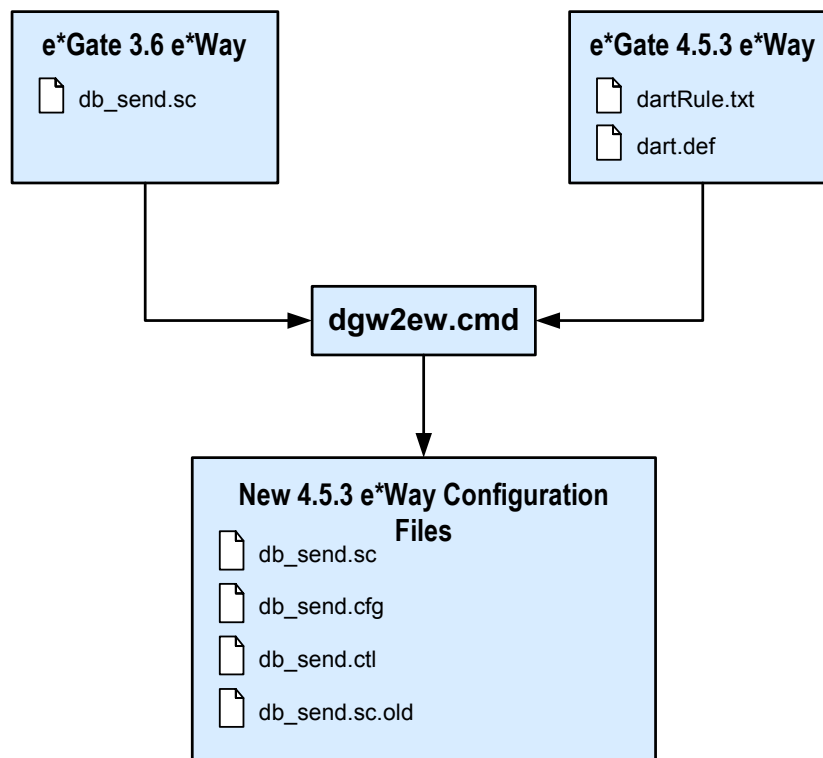 e*Gate 3.6 e*Way
db_send.sc
e*Gate 4.5.3 e*Way
dartRule.txt
dart.def
dgw2ew.cmd
New 4.5.3 e*Way Configuration
Files
db_send.sc
db_send.cfg
db_send.ctl
db_send.sc.old